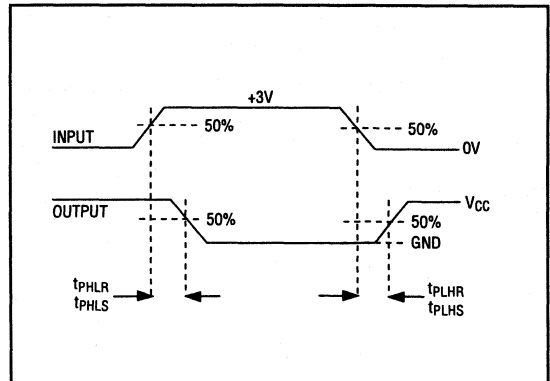 +3V
50%
50%
INPUT
0V
OUTPUT
VCC
50%
50%
GND
tPHLR
tPHLS
tPLHR
tPLHS